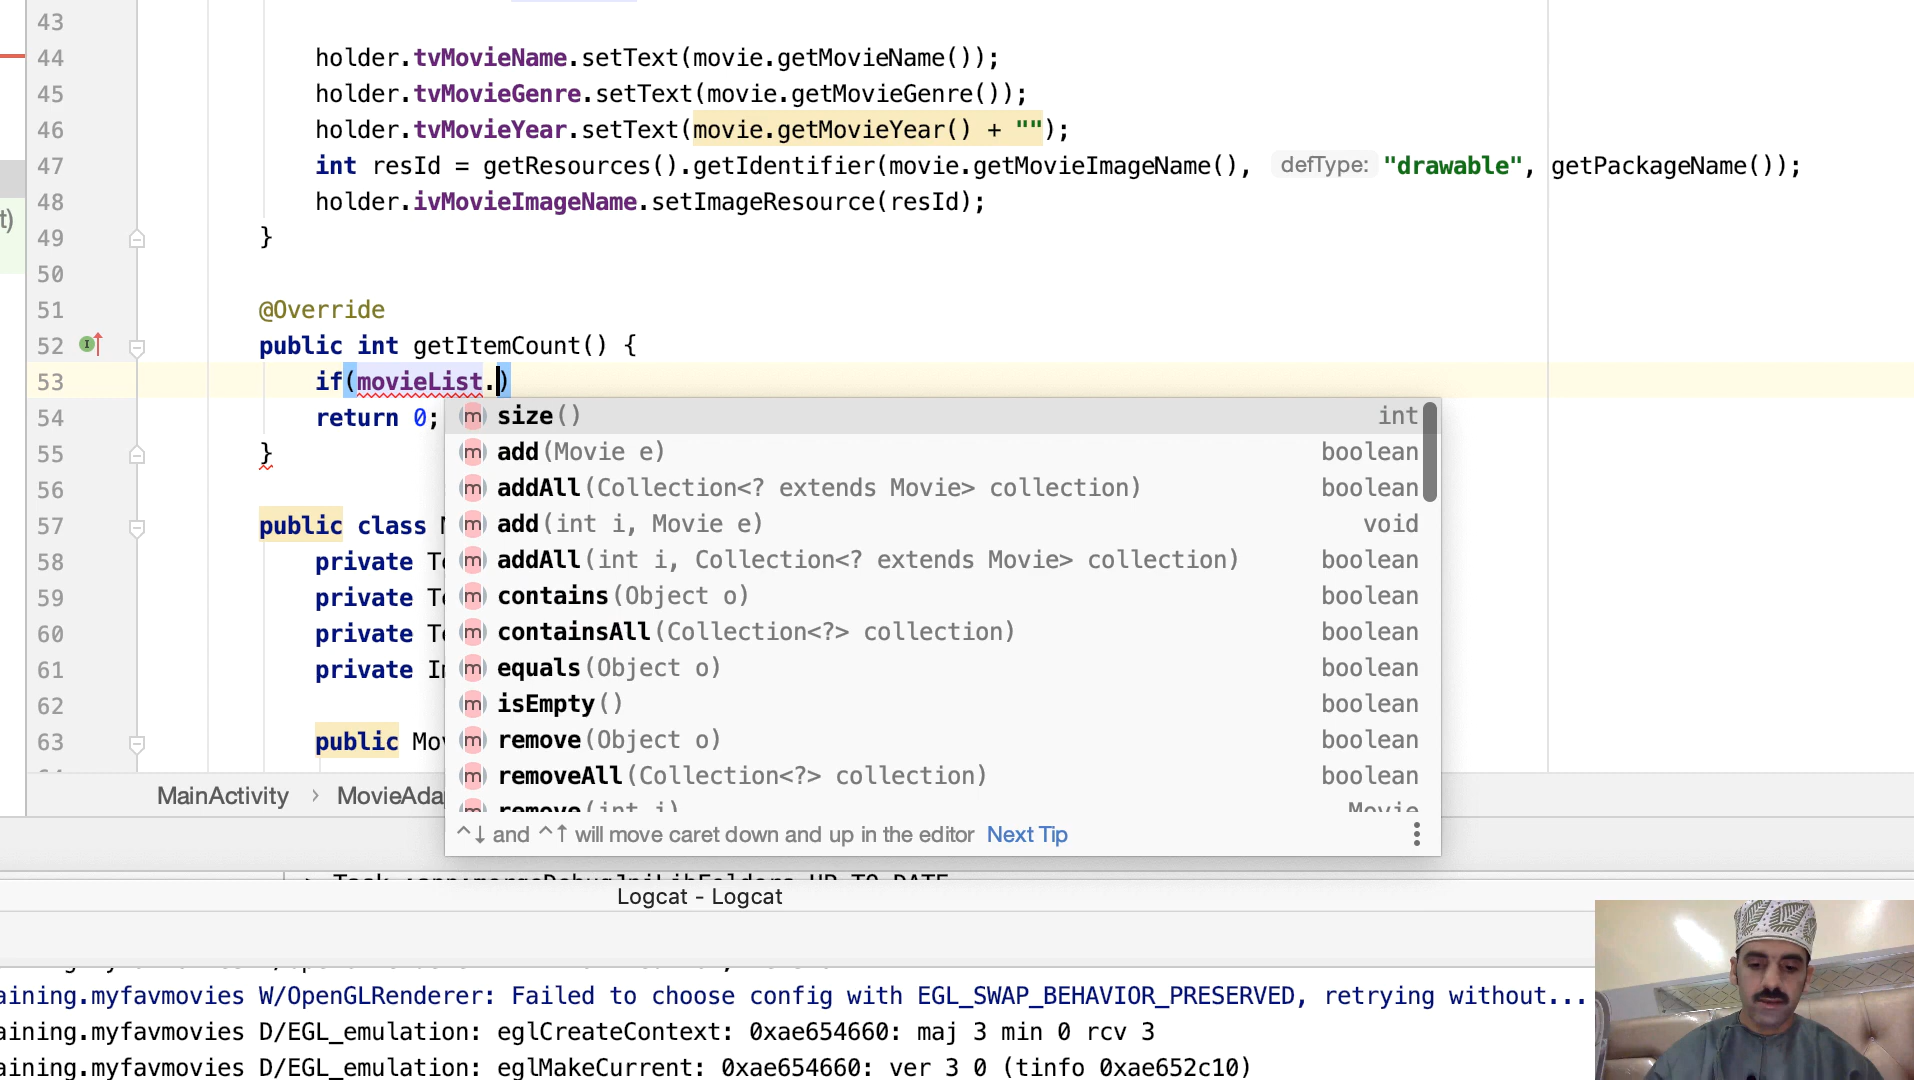 43
44 holder.tvMovieName.setText(movie.getMovieName());
45 holder.tvMovieGenre.setText(movie.getMovieGenre());
46 holder.tvMovieYear.setText(movie.getMovieYear() + "");
47 int resId = getResources().getIdentifier(movie.getMovieImageName(), defType: "drawable", getPackageName());
t)
48 holder.ivMovieImageName.setImageResource(resId);
49 }
50
51 @Override
52 public int getItemCount() {
53 if(movieList.)
54 return 0;
55 }
56
57 public class
58 private
59 private
60 private
61 private
62
63 public
size() int
add(Movie e) boolean
addAll(Collection<? extends Movie> collection) boolean
add(int i, Movie e) void
addAll(int i, Collection<? extends Movie> collection) boolean
contains(Object o) boolean
containsAll(Collection<?> collection) boolean
equals(Object o) boolean
isEmpty() boolean
remove(Object o) boolean
removeAll(Collection<?> collection) boolean
remove(int i) Movie
^↓ and ^↑ will move caret down and up in the editor Next Tip
MainActivity › MovieAda
Logcat - Logcat
aining.myfavmovies W/OpenGLRenderer: Failed to choose config with EGL_SWAP_BEHAVIOR_PRESERVED, retrying without...
aining.myfavmovies D/EGL_emulation: eglCreateContext: 0xae654660: maj 3 min 0 rcv 3
aining.myfavmovies D/EGL_emulation: eglMakeCurrent: 0xae654660: ver 3 0 (tinfo 0xae652c10)